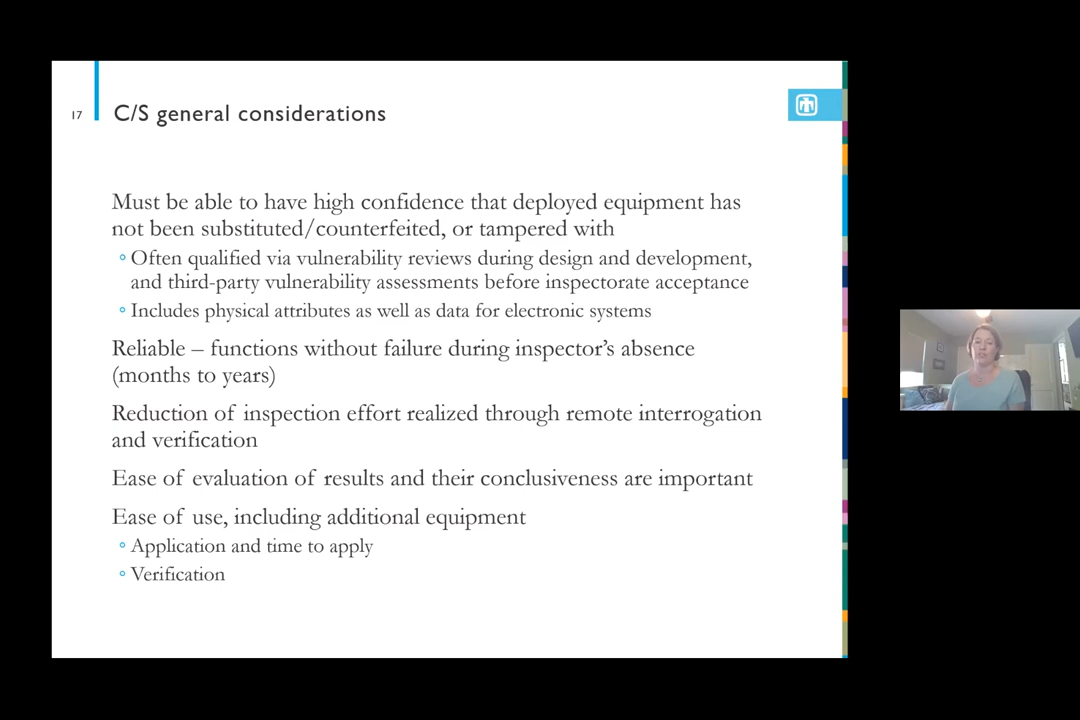 17
C/S general considerations
Must be able to have high confidence that deployed equipment has
not been substituted/counterfeited, or tampered with
◦ Often qualified via vulnerability reviews during design and development,
and third-party vulnerability assessments before inspectorate acceptance
◦ Includes physical attributes as well as data for electronic systems
Reliable – functions without failure during inspector’s absence
(months to years)
Reduction of inspection effort realized through remote interrogation
and verification
Ease of evaluation of results and their conclusiveness are important
Ease of use, including additional equipment
◦ Application and time to apply
◦ Verification